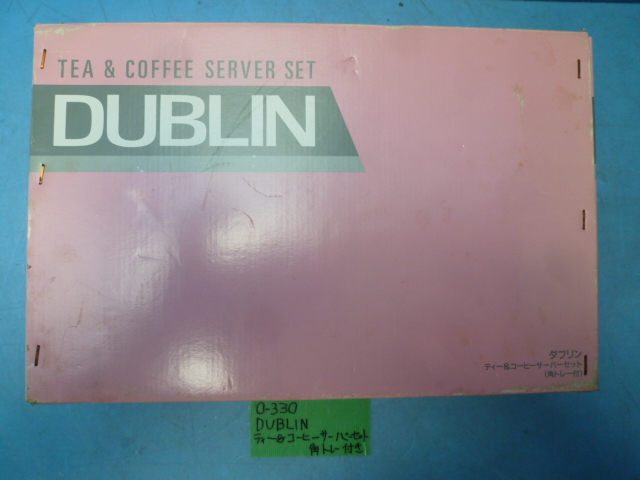 TEA & COFFEE SERVER SET
DUBLIN
ダブリン
ティー&コーヒーサーバーセット
(角トレー付)
O-330
DUBLIN
ティー&コーヒーサーバーセット
角トレー付き